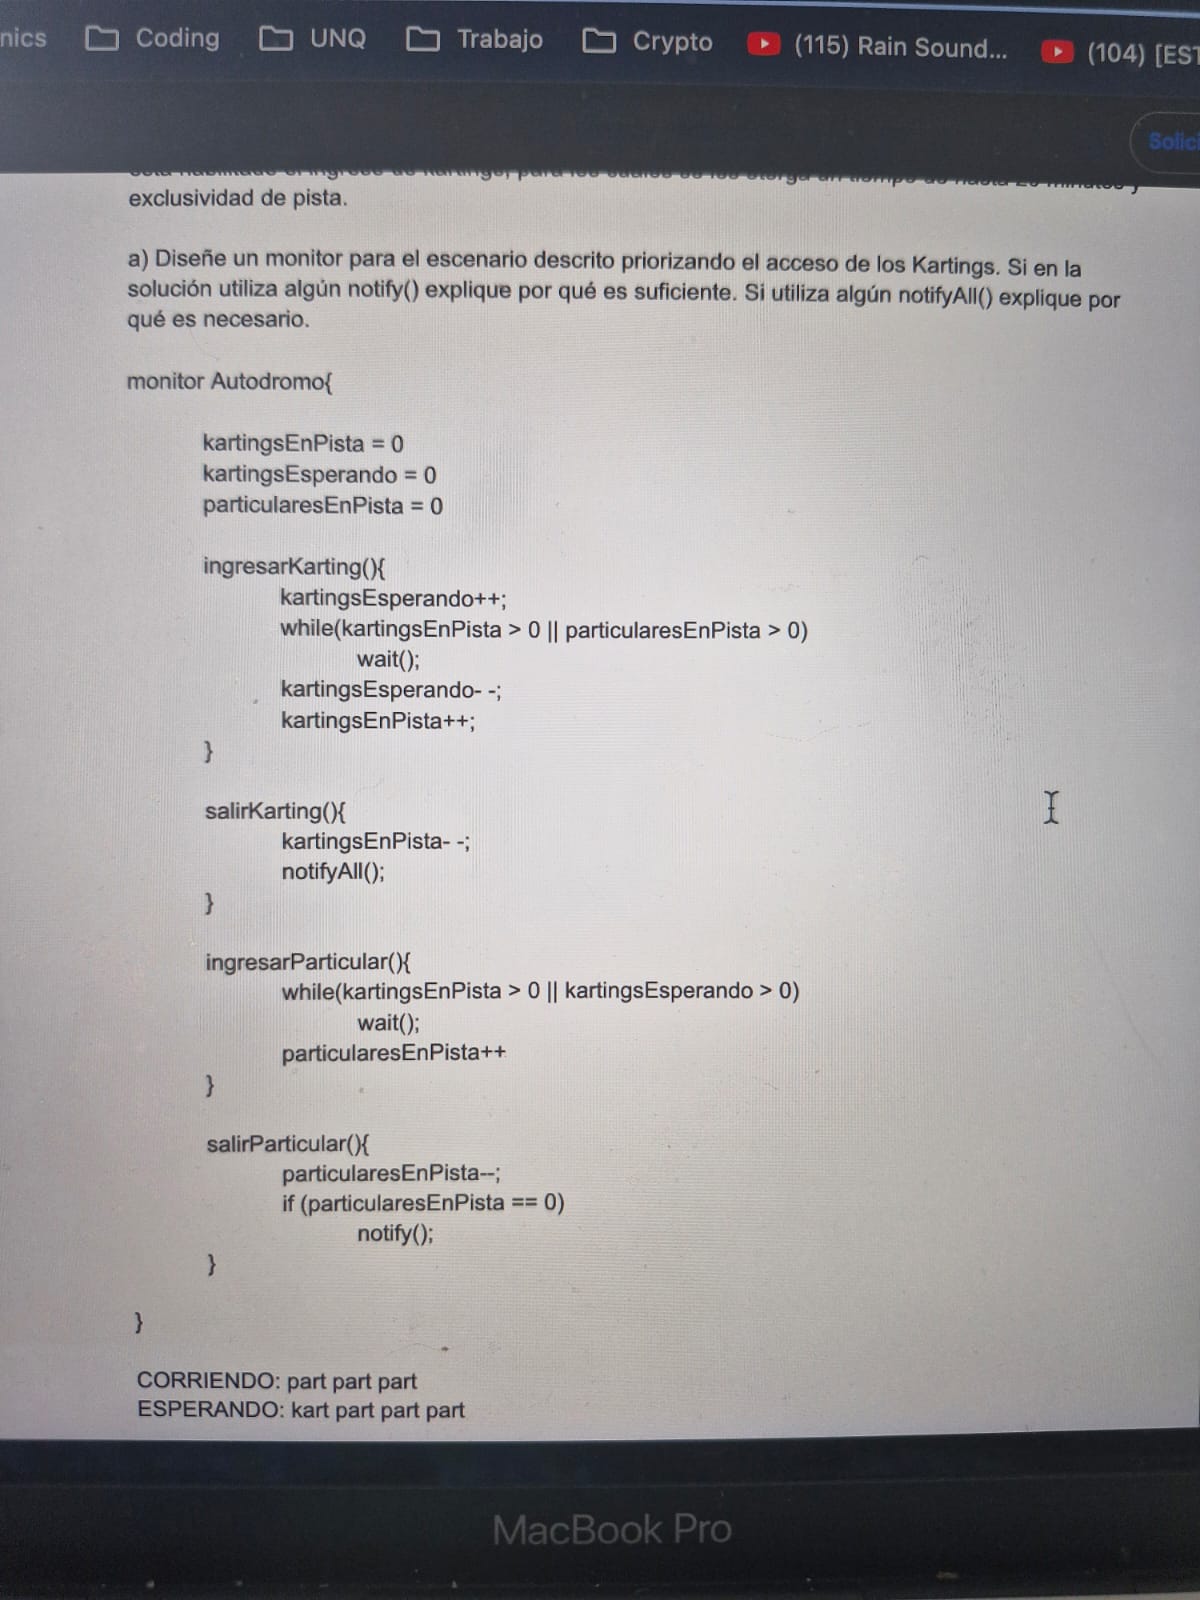 nics Coding UNQ Trabajo Crypto (115) Rain Sound... (104) [EST
Solic
exclusividad de pista.
a) Diseñe un monitor para el escenario descrito priorizando el acceso de los Kartings. Si en la
solución utiliza algún notify() explique por qué es suficiente. Si utiliza algún notifyAll() explique por
qué es necesario.
monitor Autodromo{
kartingsEnPista = 0
kartingsEsperando = 0
particularesEnPista = 0
ingresarKarting(){
kartingsEsperando++;
while(kartingsEnPista > 0 || particularesEnPista > 0)
wait();
kartingsEsperando- -;
kartingsEnPista++;
}
salirKarting(){
kartingsEnPista- -;
notifyAll();
}
ingresarParticular(){
while(kartingsEnPista > 0 || kartingsEsperando > 0)
wait();
particularesEnPista++
}
salirParticular(){
particularesEnPista--;
if (particularesEnPista == 0)
notify();
}
}
CORRIENDO: part part part
ESPERANDO: kart part part part
MacBook Pro